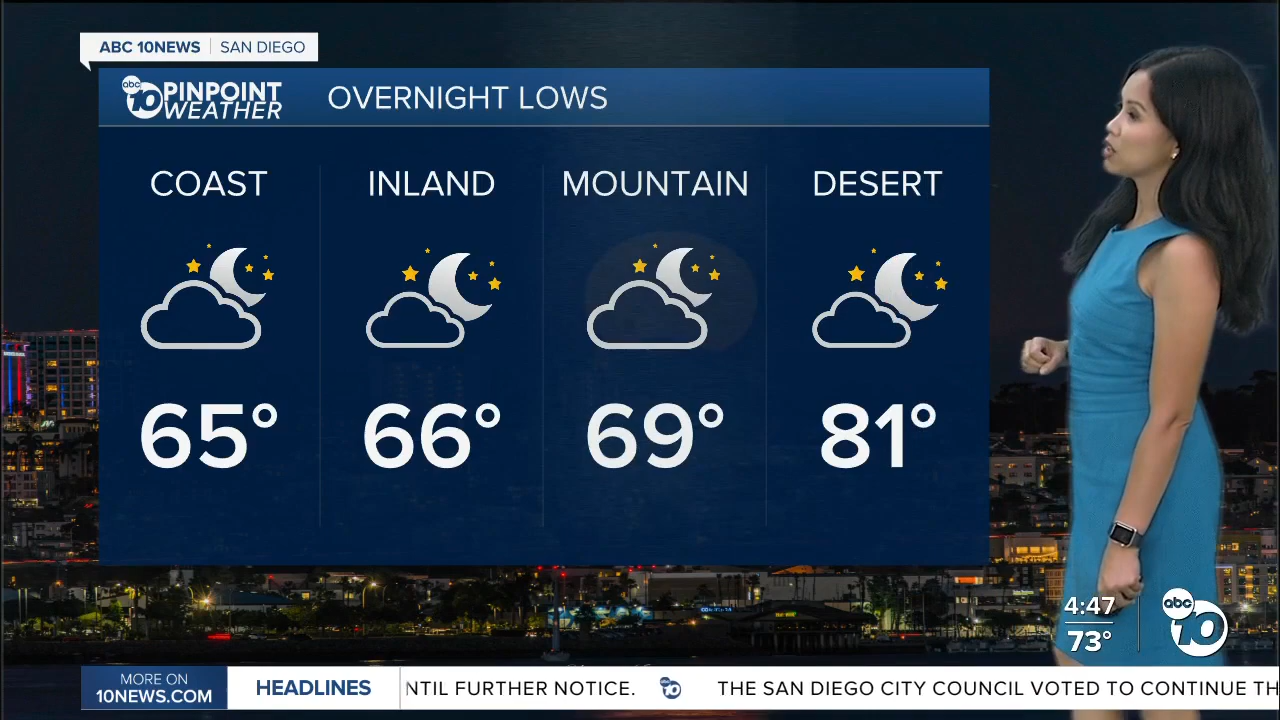 ABC 10NEWS | SAN DIEGO
abc 10 PINPOINT WEATHER
OVERNIGHT LOWS
COAST
INLAND
MOUNTAIN
DESERT
65°
66°
69°
81°
4:47
73°
abc 10
MORE ON
10NEWS.COM
HEADLINES
NTIL FURTHER NOTICE.
abc 10
THE SAN DIEGO CITY COUNCIL VOTED TO CONTINUE TH